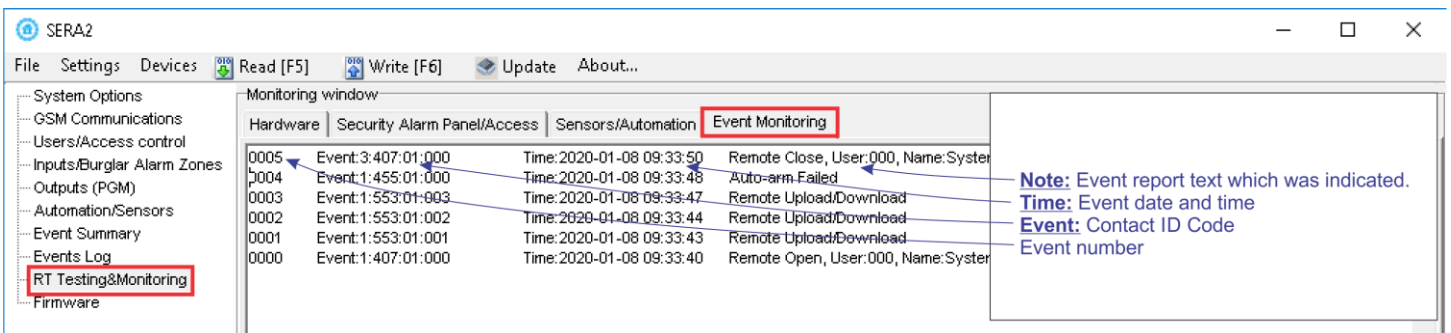 SERA2
File Settings Devices Read [F5] Write [F6] Update About...
System Options
GSM Communications
Users/Access control
Inputs/Burglar Alarm Zones
Outputs (PGM)
Automation/Sensors
Event Summary
Events Log
RT Testing&Monitoring
Firmware
Monitoring window
Hardware Security Alarm Panel/Access Sensors/Automation Event Monitoring
0005 Event:3:407:01:000 Time:2020-01-08 09:33:50 Remote Close, User:000, Name:System
0004 Event:1:455:01:000 Time:2020-01-08 09:33:48 Auto-arm Failed
0003 Event:1:553:01:003 Time:2020-01-08 09:33:47 Remote Upload/Download
0002 Event:1:553:01:002 Time:2020-01-08 09:33:44 Remote Upload/Download
0001 Event:1:553:01:001 Time:2020-01-08 09:33:43 Remote Upload/Download
0000 Event:1:407:01:000 Time:2020-01-08 09:33:40 Remote Open, User:000, Name:System
Note: Event report text which was indicated.
Time: Event date and time
Event: Contact ID Code
Event number